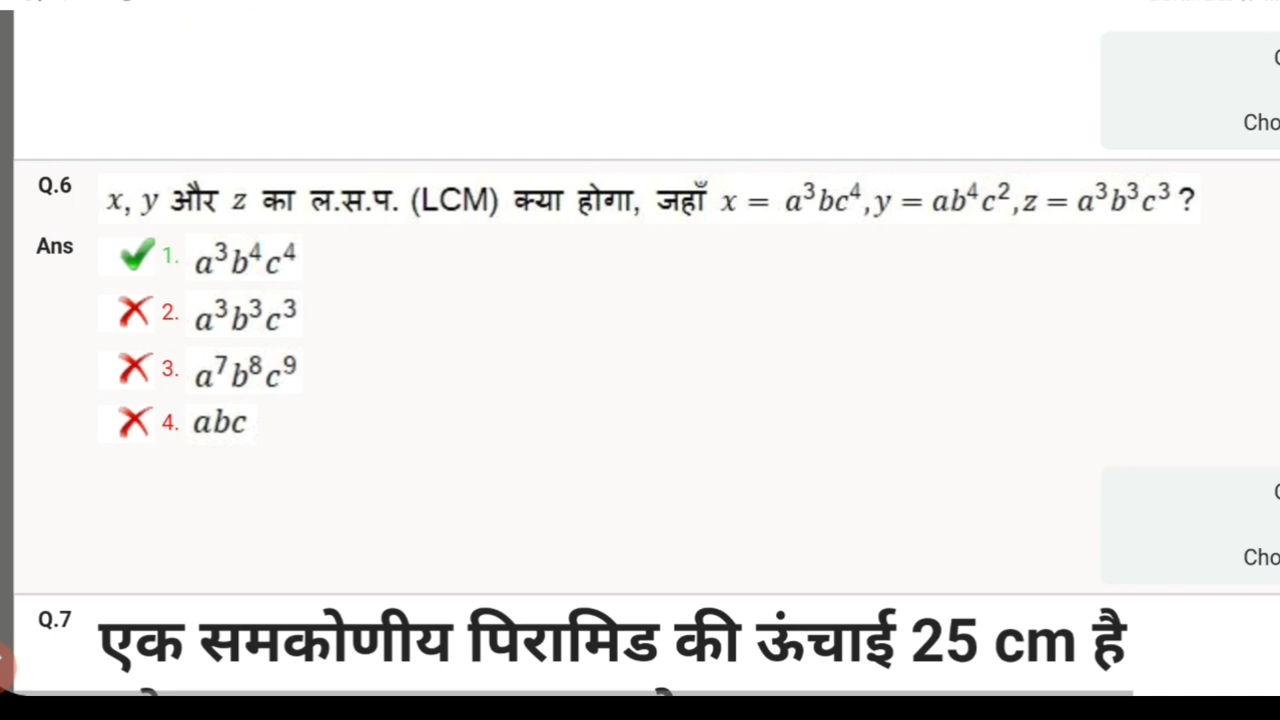 Cho
Q.6 x, y और z का ल.स.प. (LCM) क्या होगा, जहाँ x = a³bc⁴, y = ab⁴c², z = a³b³c³ ?
Ans 1. a³b⁴c⁴
2. a³b³c³
3. a⁷b⁸c⁹
4. abc
Cho
Q.7 एक समकोणीय पिरामिड की ऊंचाई 25 cm है